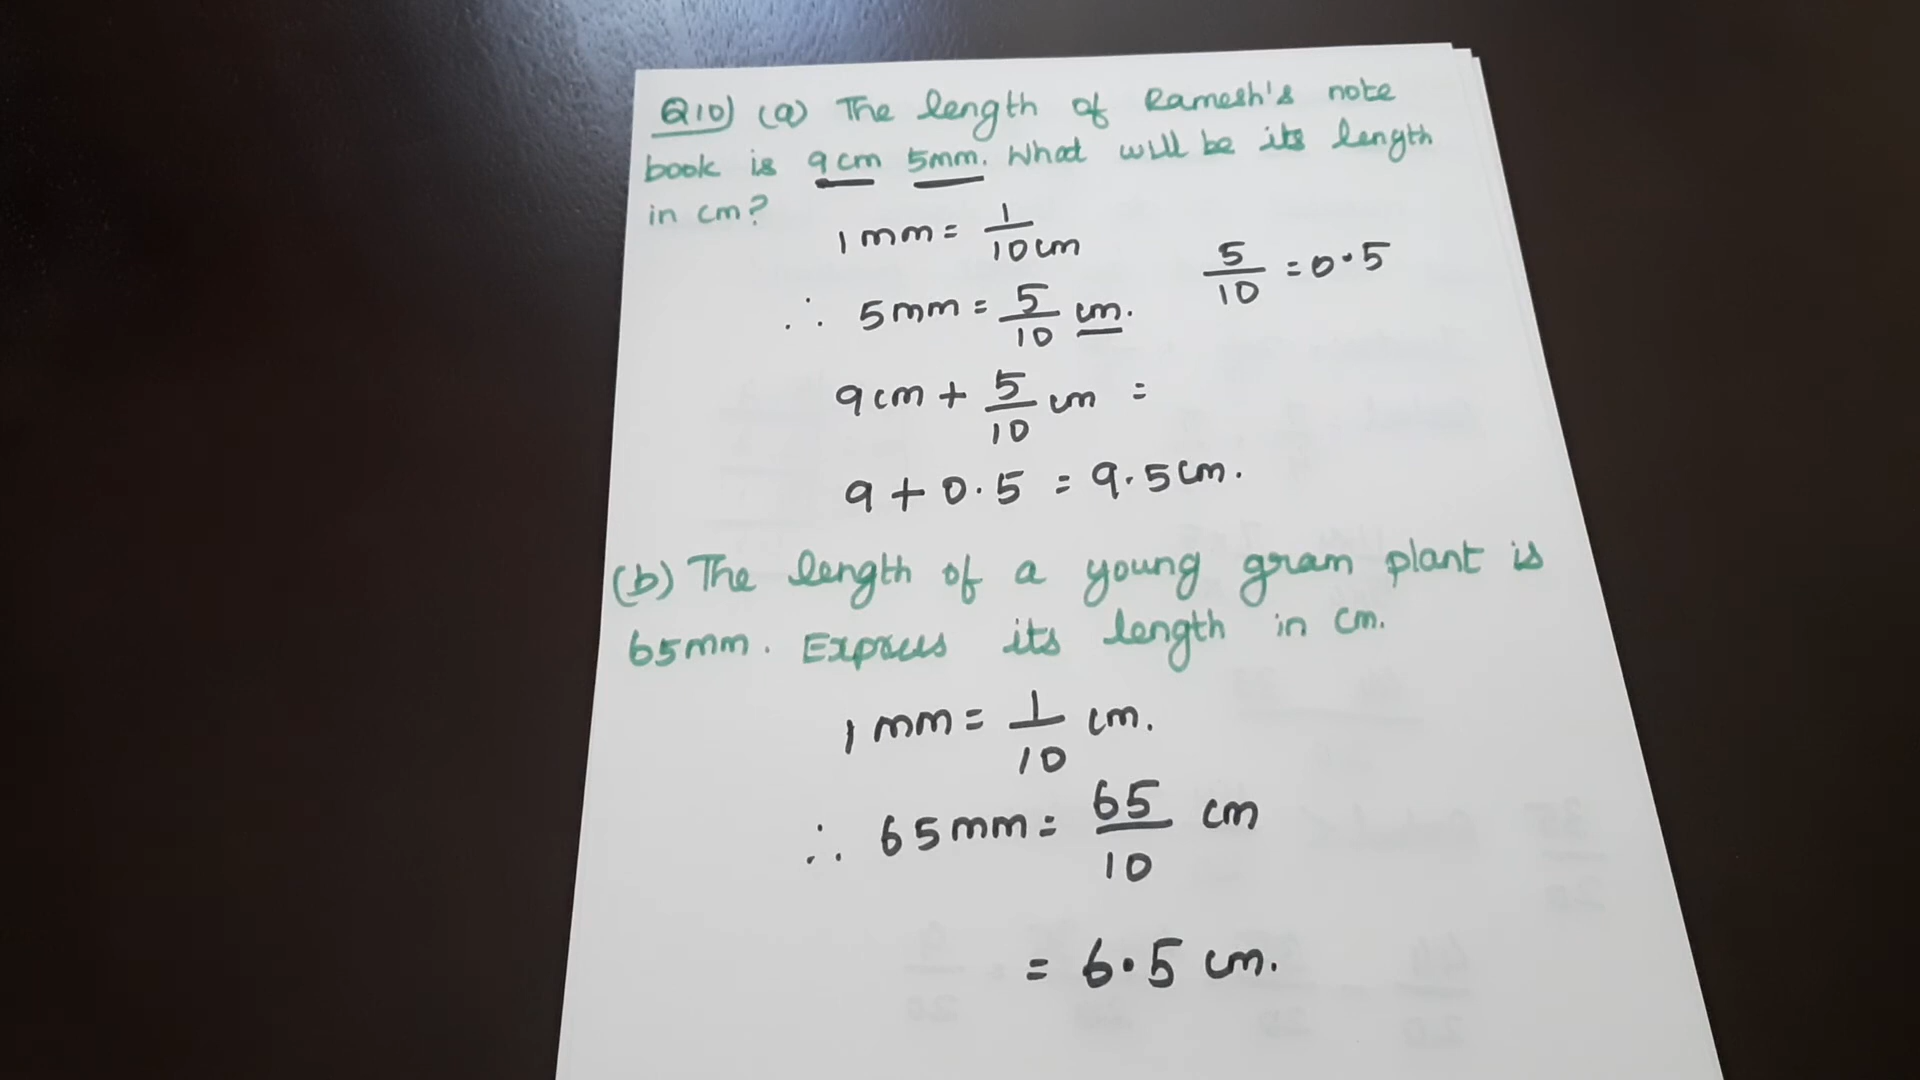 Q10) (a) The length of Ramesh's note
book is 9cm 5mm. What will be its length
in cm?
1mm = 1/10 cm
5/10 = 0.5
∴ 5mm = 5/10 cm.
9cm + 5/10 cm =
9 + 0.5 = 9.5cm.
(b) The length of a young gram plant is
65mm. Express its length in cm.
1mm = 1/10 cm.
∴ 65mm = 65/10 cm
= 6.5 cm.